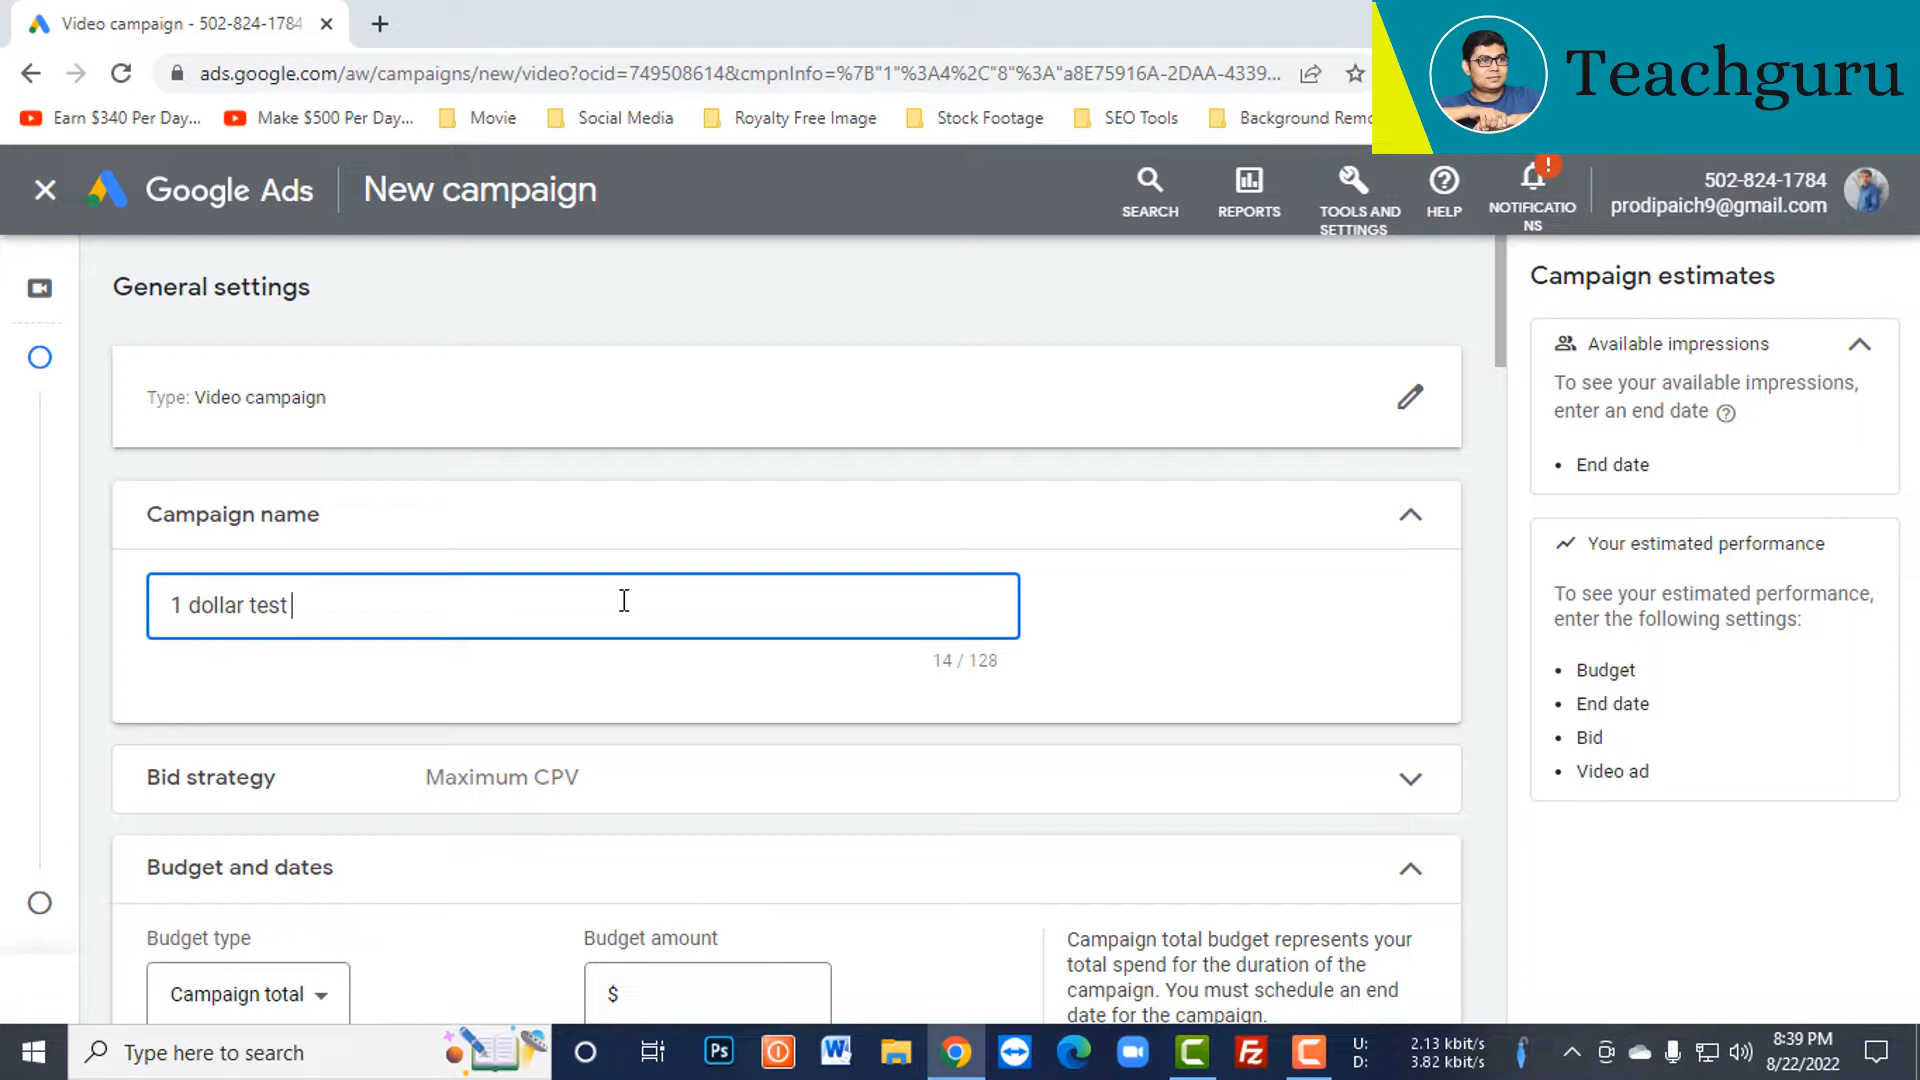 Video campaign - 502-824-1784
ads.google.com/aw/campaigns/new/video?ocid=749508614&cmpnInfo=%7B"1"%3A4%2C"8"%3A"a8E75916A-2DAA-4339...
Teachguru
Earn $340 Per Day...
Make $500 Per Day...
Movie
Social Media
Royalty Free Image
Stock Footage
SEO Tools
Background Remo
Google Ads
New campaign
SEARCH
REPORTS
TOOLS AND
SETTINGS
HELP
!
NOTIFICATIO
NS
502-824-1784
prodipaich9@gmail.com
General settings
Type: Video campaign
Campaign name
1 dollar test
14 / 128
Bid strategy
Maximum CPV
Budget and dates
Budget type
Campaign total
Budget amount
$
Campaign total budget represents your
total spend for the duration of the
campaign. You must schedule an end
date for the campaign.
Campaign estimates
Available impressions
To see your available impressions,
enter an end date
• End date
Your estimated performance
To see your estimated performance,
enter the following settings:
• Budget
• End date
• Bid
• Video ad
Type here to search
Ps
W
Fz
C
U: 2.13 kbit/s
D: 3.82 kbit/s
8:39 PM
8/22/2022